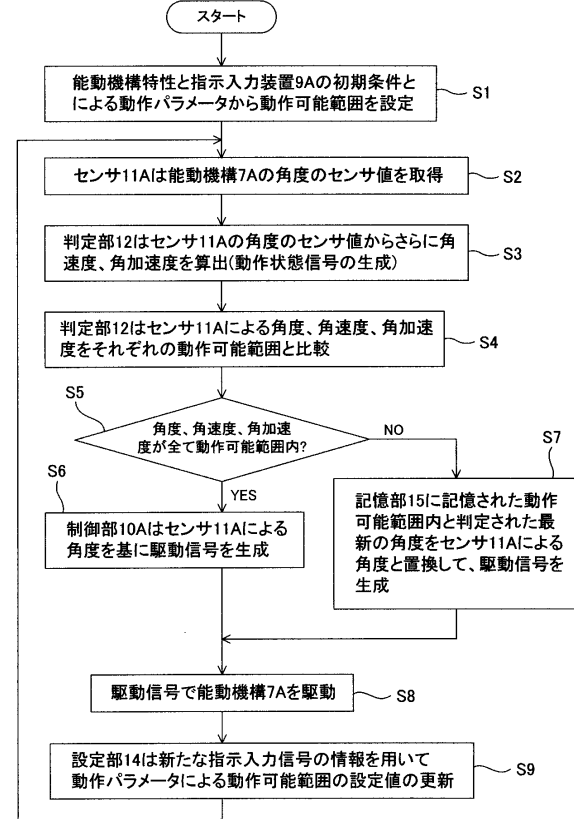 スタート
能動機構特性と指示入力装置9Aの初期条件と
による動作パラメータから動作可能範囲を設定
S1
センサ11Aは能動機構7Aの角度のセンサ値を取得
S2
判定部12はセンサ11Aの角度のセンサ値からさらに角
速度、角加速度を算出(動作状態信号の生成)
S3
判定部12はセンサ11Aによる角度、角速度、角加速
度をそれぞれの動作可能範囲と比較
S4
S5
角度、角速度、角加速
度が全て動作可能範囲内?
NO
YES
S6
制御部10Aはセンサ11Aによる
角度を基に駆動信号を生成
S7
記憶部15に記憶された動作
可能範囲内と判定された最
新の角度をセンサ11Aによる
角度と置換して、駆動信号を
生成
駆動信号で能動機構7Aを駆動
S8
設定部14は新たな指示入力信号の情報を用いて
動作パラメータによる動作可能範囲の設定値の更新
S9